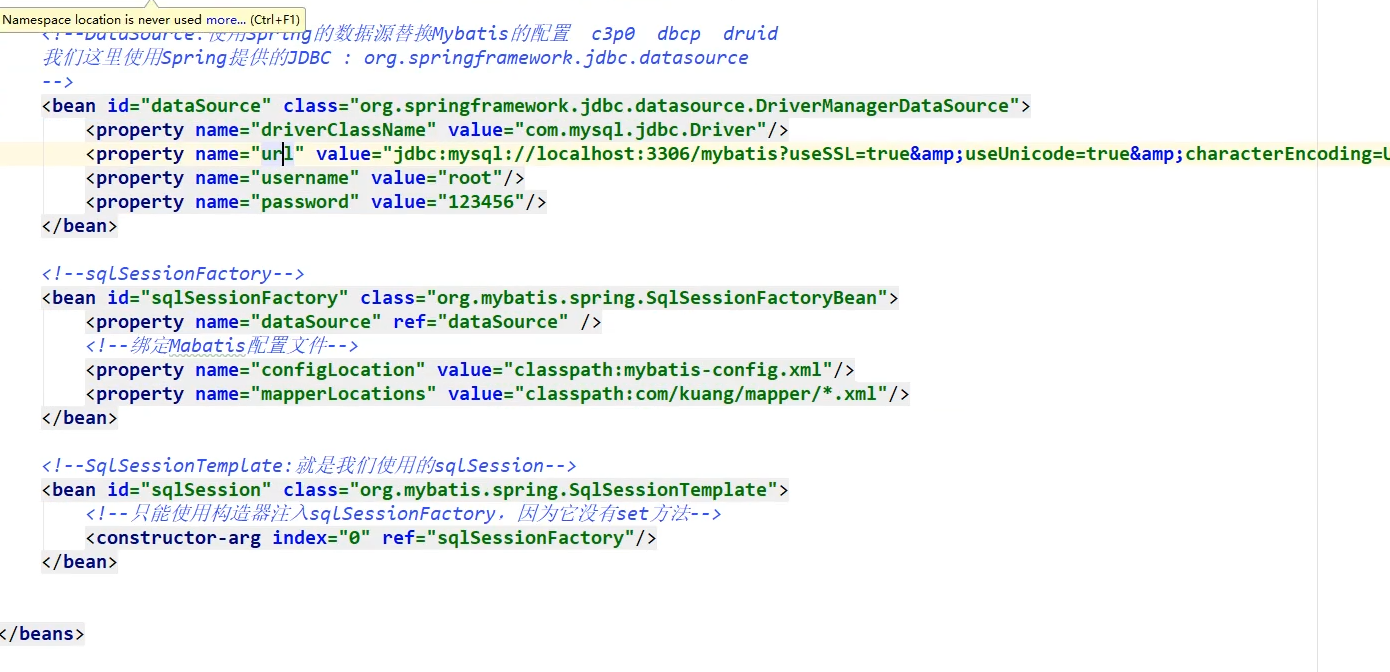 Namespace location is never used more... (Ctrl+F1)
<!--DataSource:使用Spring的数据源替换Mybatis的配置  c3p0  dbcp  druid
我们这里使用Spring提供的JDBC : org.springframework.jdbc.datasource
-->
<bean id="dataSource" class="org.springframework.jdbc.datasource.DriverManagerDataSource">
    <property name="driverClassName" value="com.mysql.jdbc.Driver"/>
    <property name="url" value="jdbc:mysql://localhost:3306/mybatis?useSSL=true&amp;useUnicode=true&amp;characterEncoding=U
    <property name="username" value="root"/>
    <property name="password" value="123456"/>
</bean>
<!--sqlSessionFactory-->
<bean id="sqlSessionFactory" class="org.mybatis.spring.SqlSessionFactoryBean">
    <property name="dataSource" ref="dataSource" />
    <!--绑定Mabatis配置文件-->
    <property name="configLocation" value="classpath:mybatis-config.xml"/>
    <property name="mapperLocations" value="classpath:com/kuang/mapper/*.xml"/>
</bean>
<!--SqlSessionTemplate:就是我们使用的sqlSession-->
<bean id="sqlSession" class="org.mybatis.spring.SqlSessionTemplate">
    <!--只能使用构造器注入sqlSessionFactory，因为它没有set方法-->
    <constructor-arg index="0" ref="sqlSessionFactory"/>
</bean>
</beans>